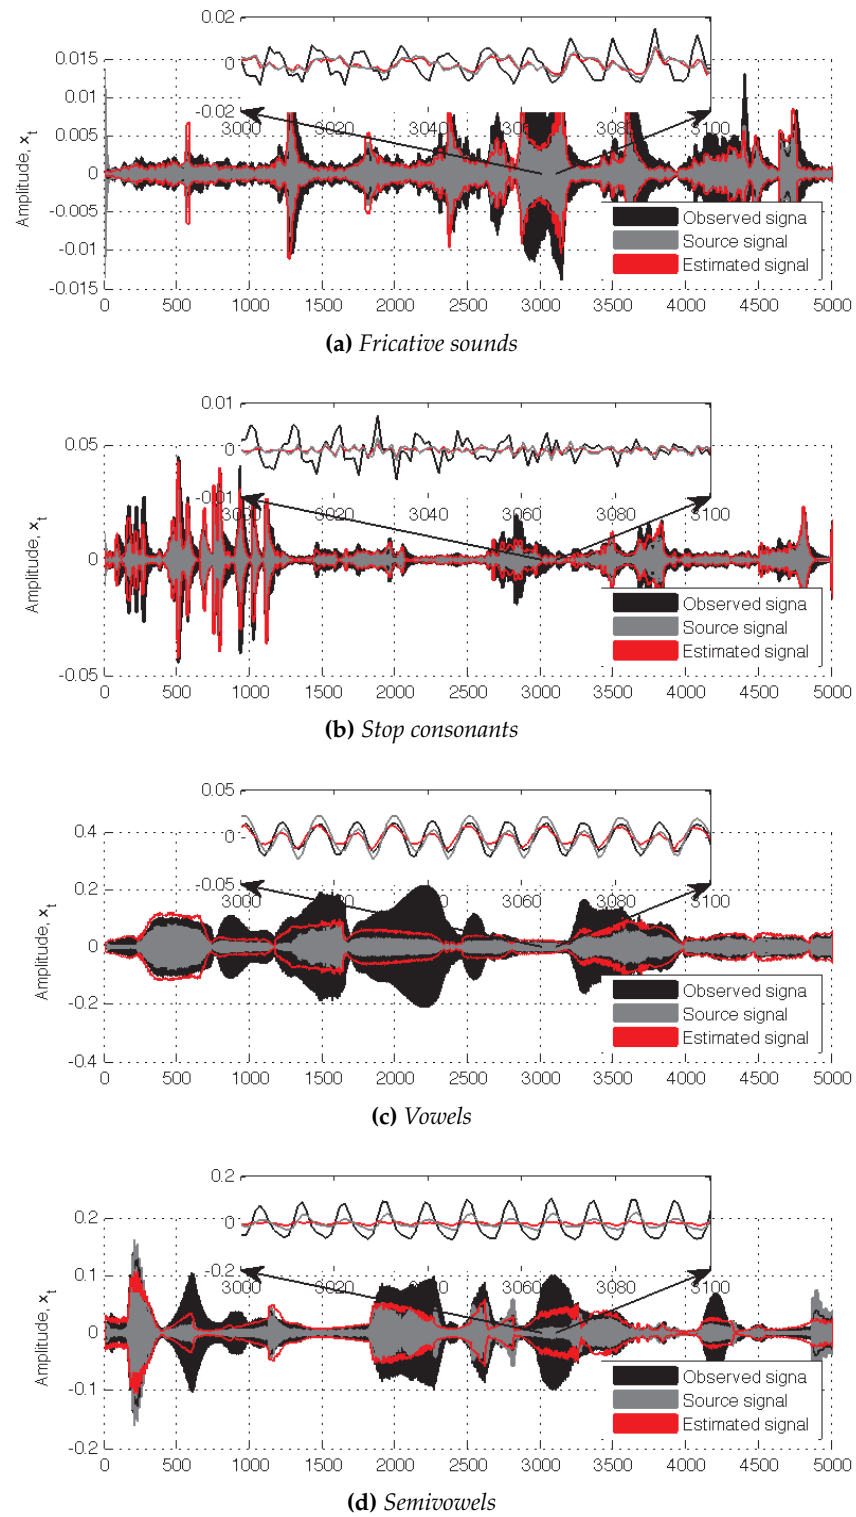 0.02
0
-0.02
3000 3020 3040 3060 3080 3100
0.015
0.01
0.005
0
-0.005
-0.01
-0.015
Amplitude, x_t
Observed signa
Source signal
Estimated signal
0 500 1000 1500 2000 2500 3000 3500 4000 4500 5000
(a) Fricative sounds
0.01
0
-0.01
3000 3020 3040 3060 3080 3100
0.05
0
-0.05
Amplitude, x_t
Observed signa
Source signal
Estimated signal
0 500 1000 1500 2000 2500 3000 3500 4000 4500 5000
(b) Stop consonants
0.05
0
-0.05
3000 3020 3040 3060 3080 3100
0.4
0.2
0
-0.2
-0.4
Amplitude, x_t
Observed signa
Source signal
Estimated signal
0 500 1000 1500 2000 2500 3000 3500 4000 4500 5000
(c) Vowels
0.2
0
-0.2
3000 3020 3040 3060 3080 3100
0.2
0.1
0
-0.1
-0.2
Amplitude, x_t
Observed signa
Source signal
Estimated signal
0 500 1000 1500 2000 2500 3000 3500 4000 4500 5000
(d) Semivowels